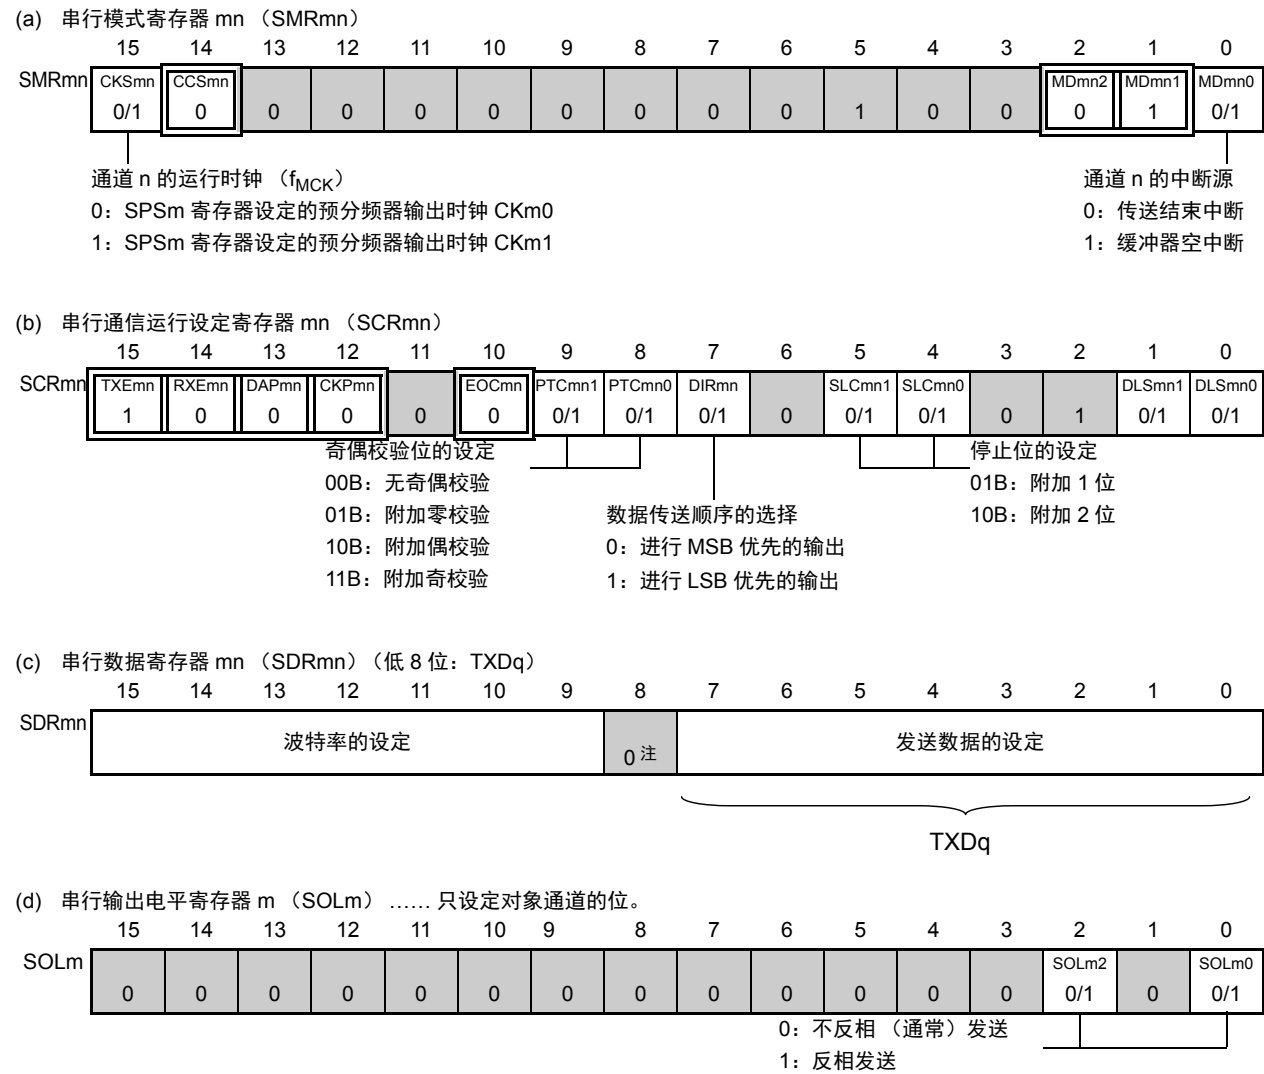 (a) 串行模式寄存器 mn （SMRmn）
15 14 13 12 11 10 9 8 7 6 5 4 3 2 1 0
SMRmn CKSmn CCSmn MDmn2 MDmn1 MDmn0
0/1 0 0 0 0 0 0 0 0 0 1 0 0 0 1 0/1
通道 n 的运行时钟 （fMCK） 通道 n 的中断源
0：SPSm 寄存器设定的预分频器输出时钟 CKm0 0：传送结束中断
1：SPSm 寄存器设定的预分频器输出时钟 CKm1 1：缓冲器空中断
(b) 串行通信运行设定寄存器 mn （SCRmn）
15 14 13 12 11 10 9 8 7 6 5 4 3 2 1 0
SCRmn TXEmn RXEmn DAPmn CKPmn EOCmn PTCmn1 PTCmn0 DIRmn SLCmn1 SLCmn0 DLSmn1 DLSmn0
1 0 0 0 0 0 0/1 0/1 0/1 0 0/1 0/1 0 1 0/1 0/1
奇偶校验位的设定 停止位的设定
00B：无奇偶校验 01B：附加 1 位
01B：附加零校验 数据传送顺序的选择 10B：附加 2 位
10B：附加偶校验 0：进行 MSB 优先的输出
11B：附加奇校验 1：进行 LSB 优先的输出
(c) 串行数据寄存器 mn （SDRmn）（低 8 位：TXDq）
15 14 13 12 11 10 9 8 7 6 5 4 3 2 1 0
SDRmn 波特率的设定 0 注 发送数据的设定
TXDq
(d) 串行输出电平寄存器 m （SOLm） …… 只设定对象通道的位。
15 14 13 12 11 10 9 8 7 6 5 4 3 2 1 0
SOLm SOLm2 SOLm0
0 0 0 0 0 0 0 0 0 0 0 0 0 0/1 0 0/1
0：不反相 （通常）发送
1：反相发送